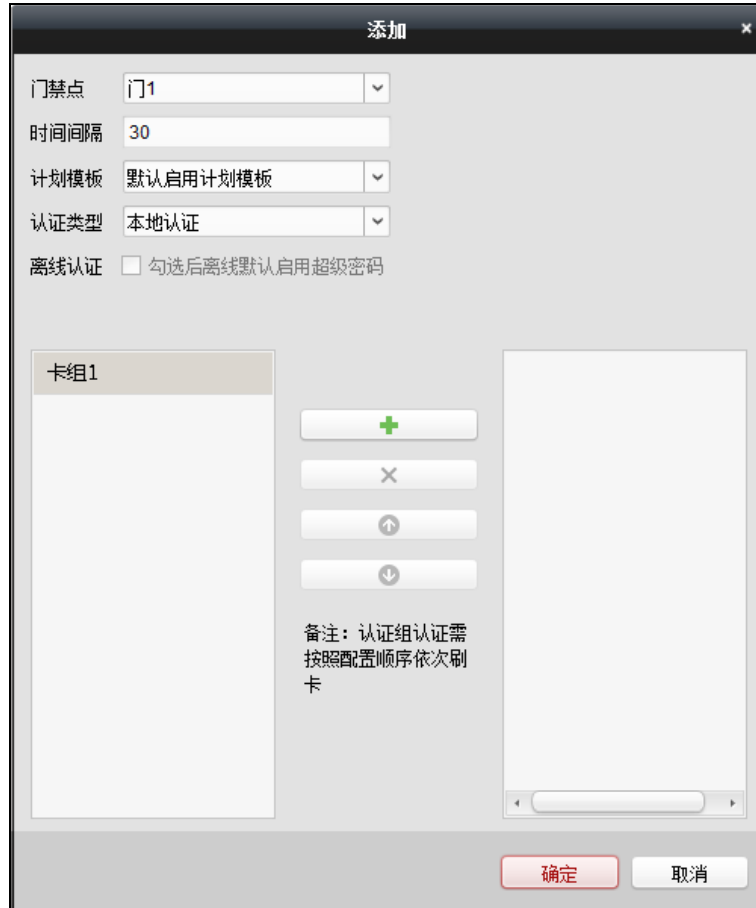 添加
门禁点 门1
时间间隔 30
计划模板 默认启用计划模板
认证类型 本地认证
离线认证 勾选后离线默认启用超级密码
卡组1
备注：认证组认证需
按照配置顺序依次刷
卡
确定 取消